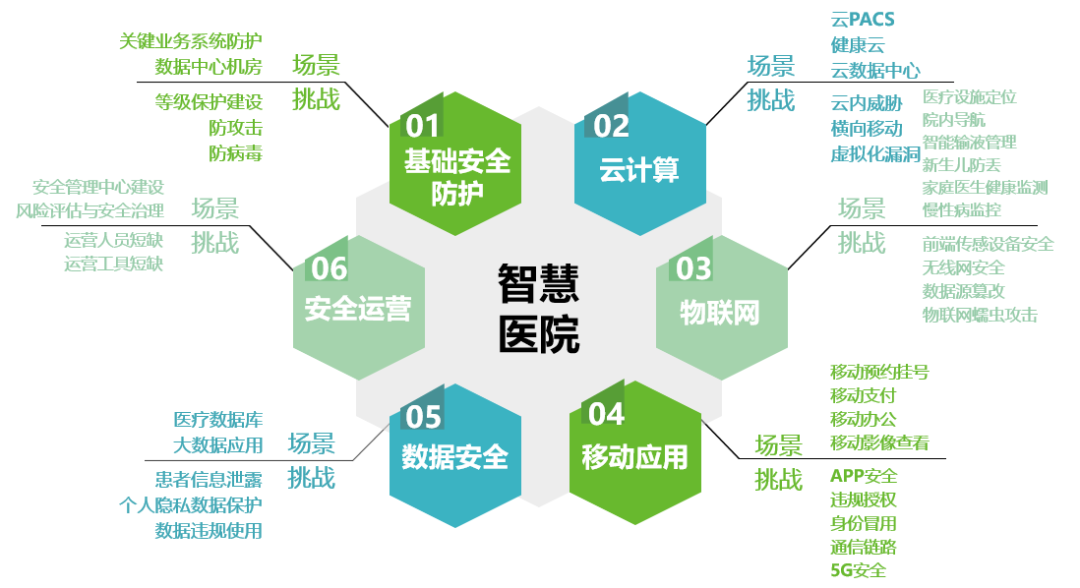 关键业务系统防护
数据中心机房
场景
挑战
等级保护建设
防攻击
防病毒
01
基础安全
防护
云PACS
健康云
云数据中心
场景
挑战
云内威胁
横向移动
虚拟化漏洞
02
云计算
医疗设施定位
院内导航
智能输液管理
新生儿防丢
家庭医生健康监测
慢性病监控
场景
挑战
前端传感设备安全
无线网安全
数据源篡改
物联网蠕虫攻击
03
物联网
移动预约挂号
移动支付
移动办公
移动影像查看
场景
挑战
APP安全
违规授权
身份冒用
通信链路
5G安全
04
移动应用
医疗数据库
大数据应用
场景
挑战
患者信息泄露
个人隐私数据保护
数据违规使用
05
数据安全
安全管理中心建设
风险评估与安全治理
场景
挑战
运营人员短缺
运营工具短缺
06
安全运营
智慧
医院